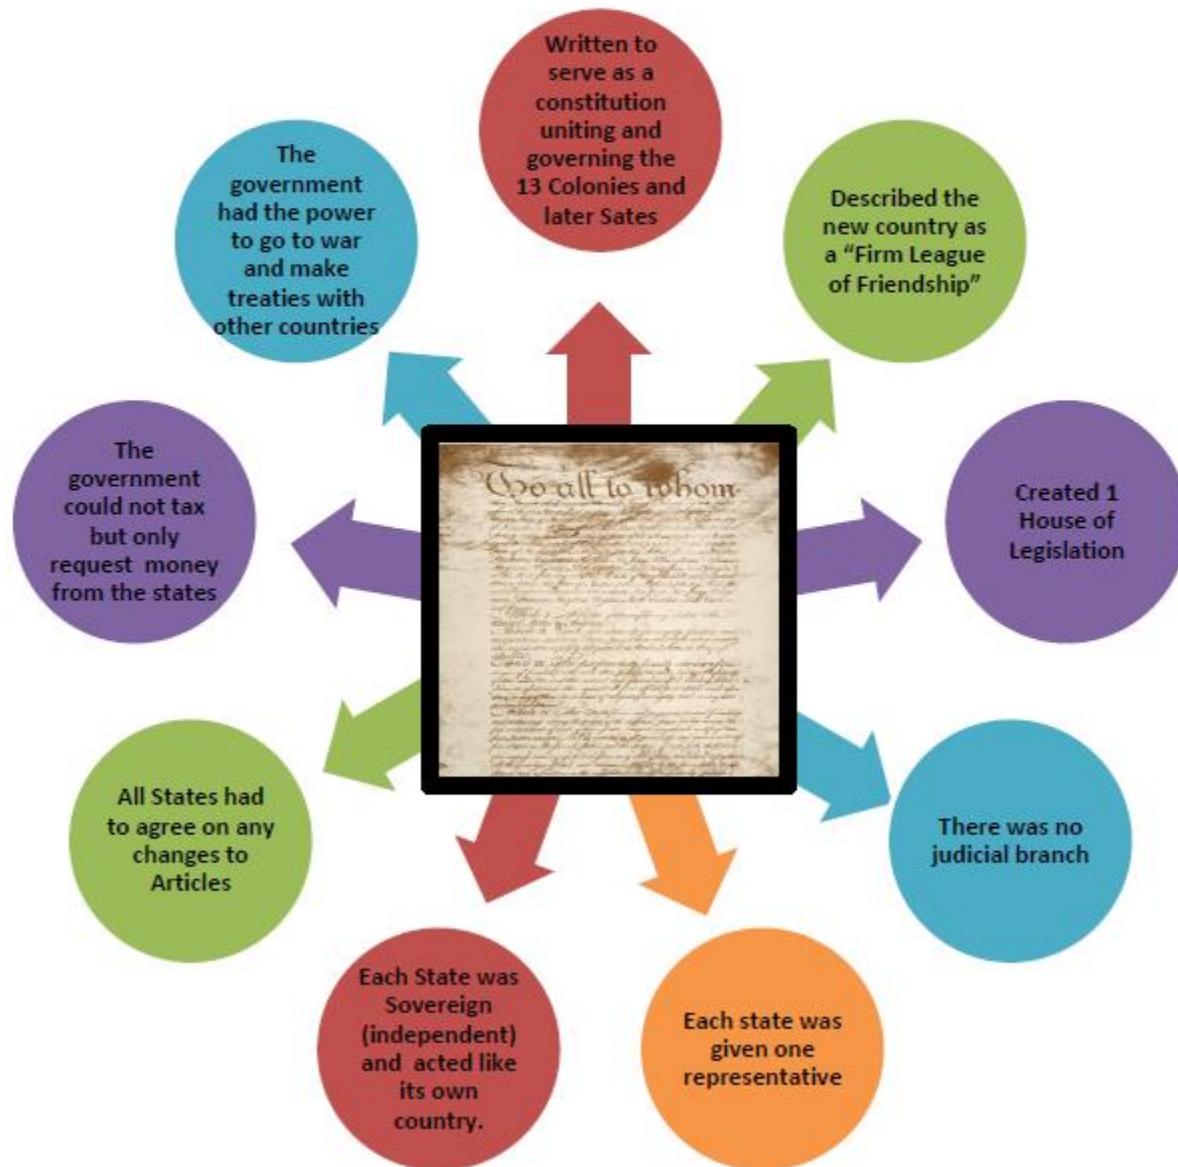 Written to
serve as a
constitution
uniting and
governing the
13 Colonies and
later Sates
Described the
new country as
a “Firm League
of Friendship”
Created 1
House of
Legislation
There was no
judicial branch
Each state was
given one
representative
Each State was
Sovereign
(independent)
and acted like
its own
country.
All States had
to agree on any
changes to
Articles
The
government
could not tax
but only
request money
from the states
The
government
had the power
to go to war
and make
treaties with
other countries
To all to whom